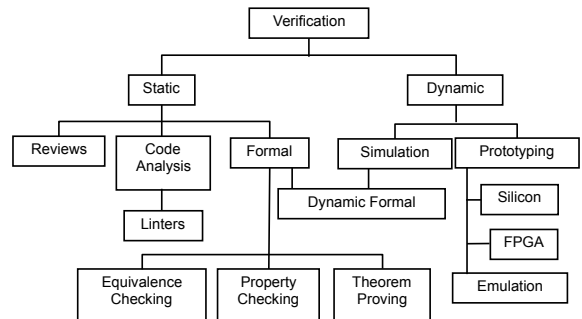 Verification
Static
Dynamic
Reviews
Code
Analysis
Formal
Simulation
Prototyping
Linters
Dynamic Formal
Silicon
FPGA
Equivalence
Checking
Property
Checking
Theorem
Proving
Emulation